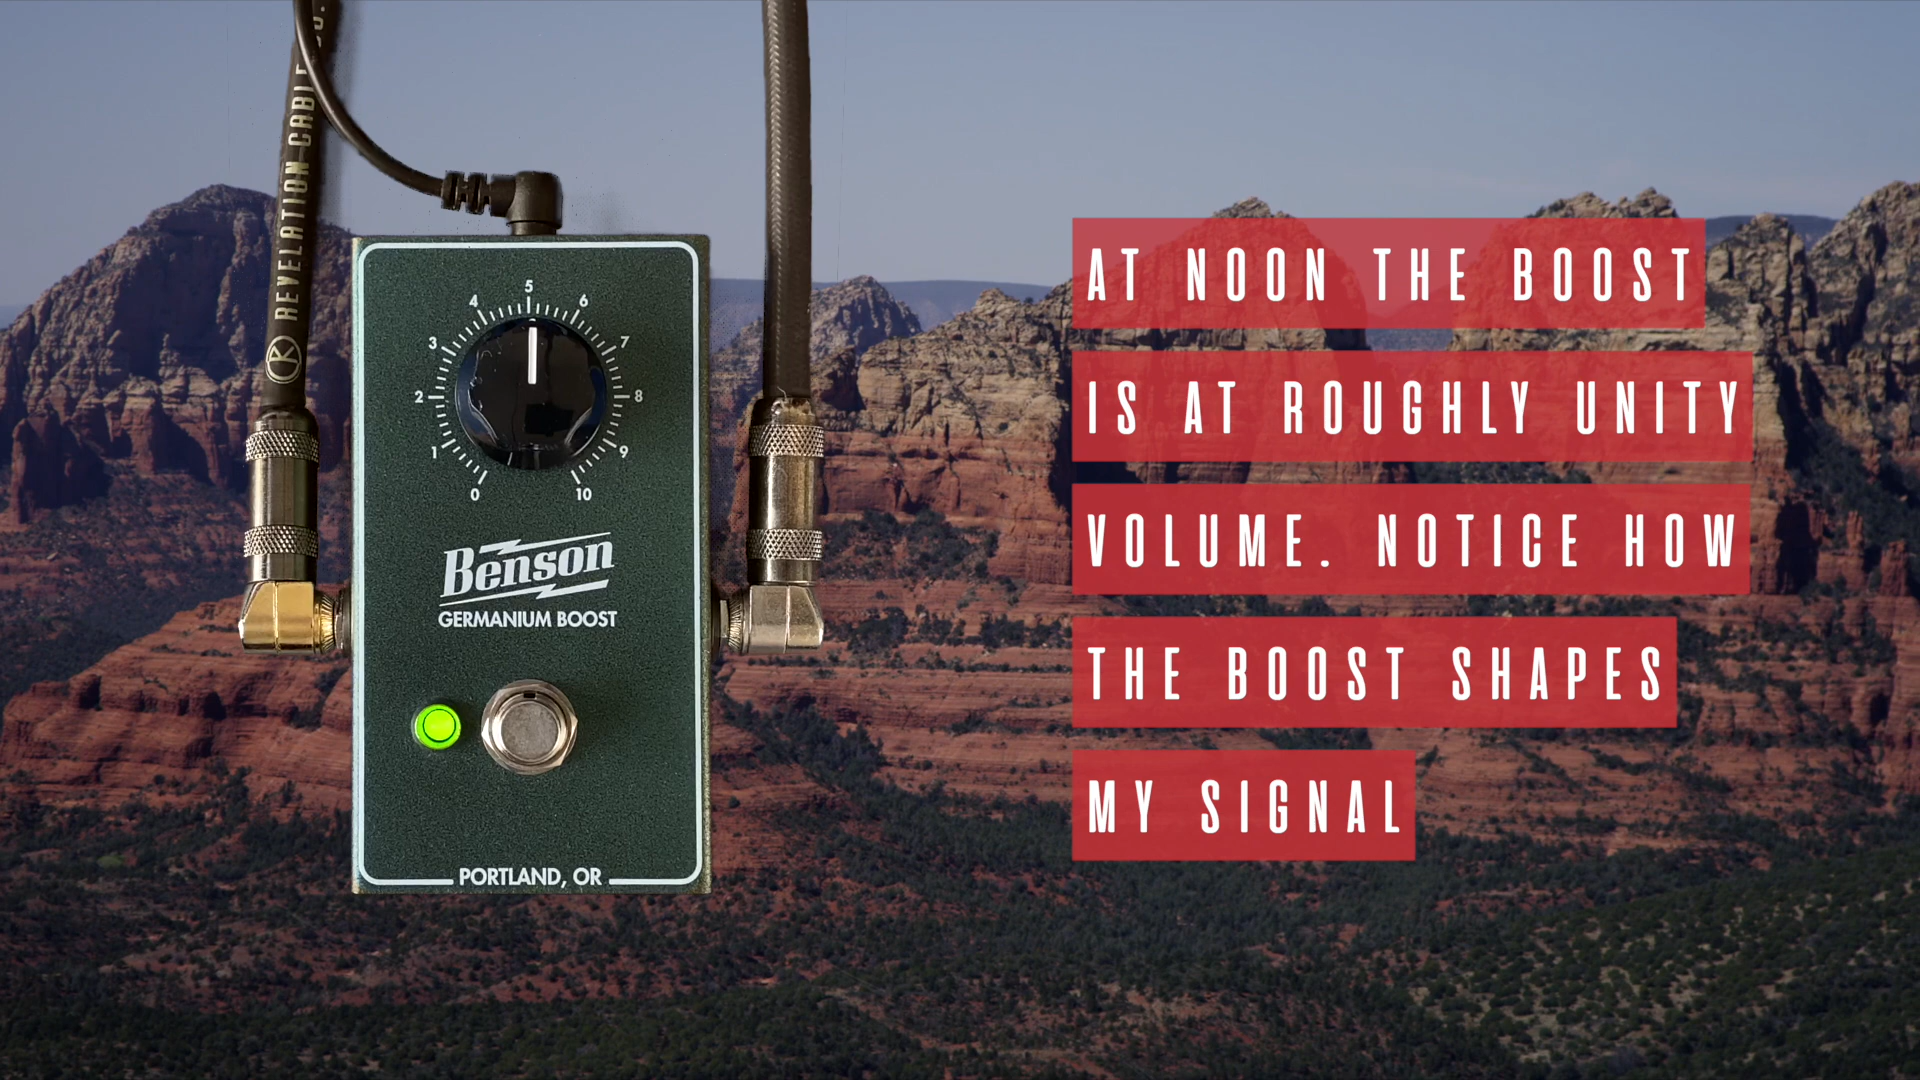 REVELATION CABLE CO.
5
4 6
3 7
2 8
1 9
0 10
Benson
GERMANIUM BOOST
PORTLAND, OR
AT NOON THE BOOST
IS AT ROUGHLY UNITY
VOLUME. NOTICE HOW
THE BOOST SHAPES
MY SIGNAL